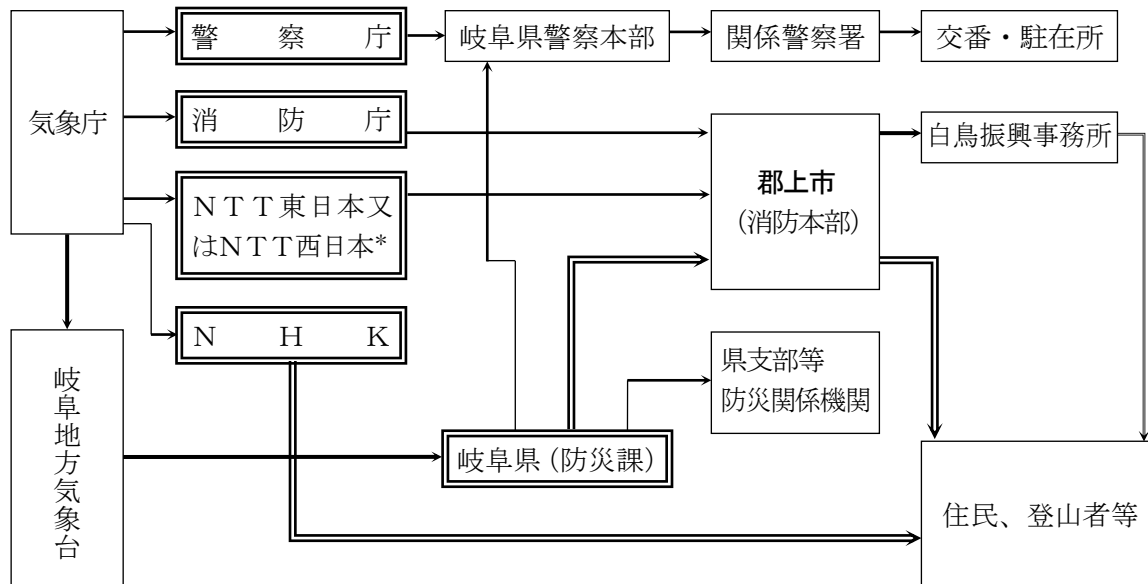 警　察　庁
岐阜県警察本部
関係警察署
交番・駐在所
気象庁
消　防　庁
白鳥振興事務所
郡上市
（消防本部）
ＮＴＴ東日本又
はNＴＴ西日本*
Ｎ　Ｈ　Ｋ
県支部等
防災関係機関
岐阜地方気象台
岐阜県（防災課）
住民、登山者等